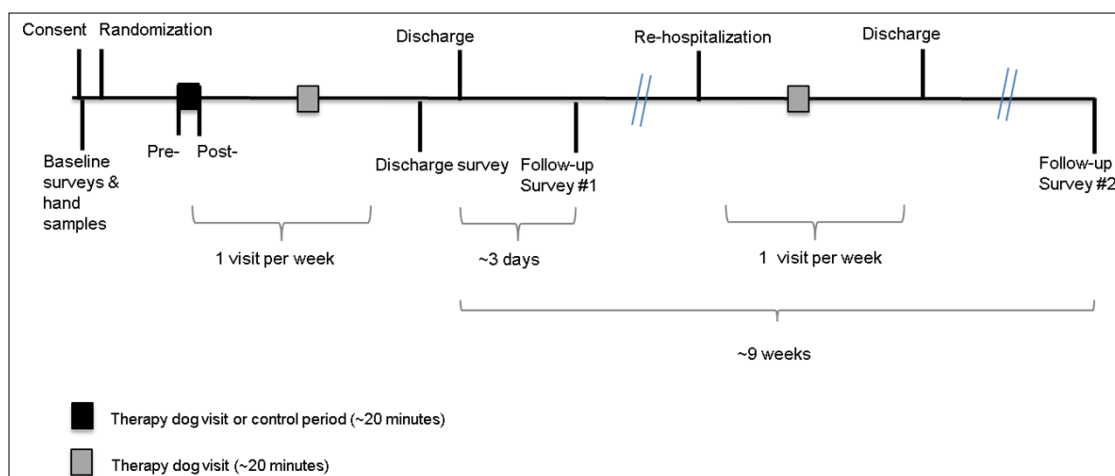 Consent Randomization
Discharge
Re-hospitalization
Discharge
Baseline
surveys &
hand
samples
Pre-
Post-
Discharge survey
Follow-up
Survey #1
Follow-up
Survey #2
1 visit per week
~3 days
1 visit per week
~9 weeks
Therapy dog visit or control period (~20 minutes)
Therapy dog visit (~20 minutes)